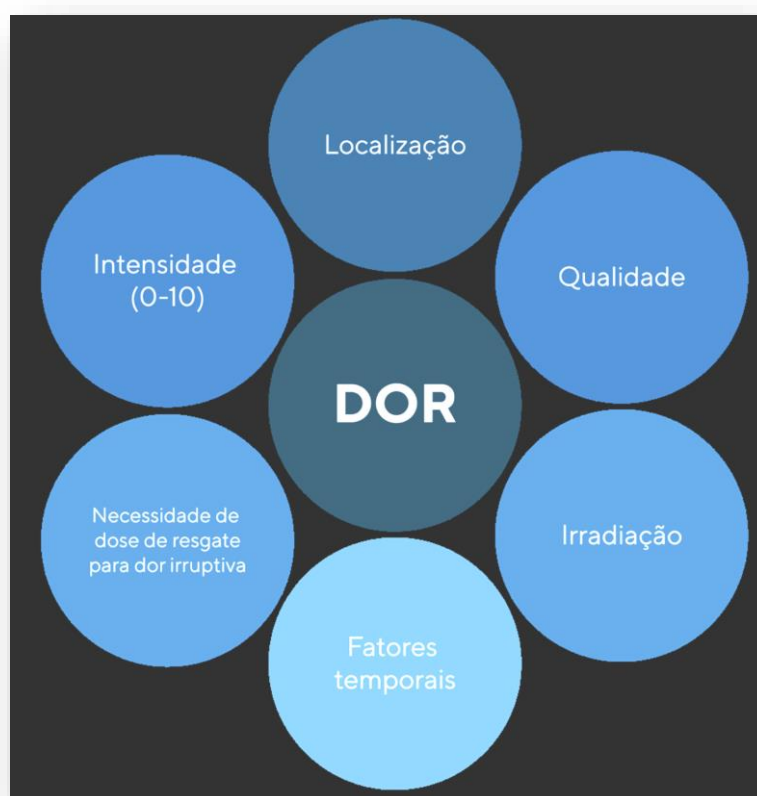 Localização
Intensidade
(0-10)
Qualidade
DOR
Necessidade de
dose de resgate
para dor irruptiva
Irradiação
Fatores
temporais